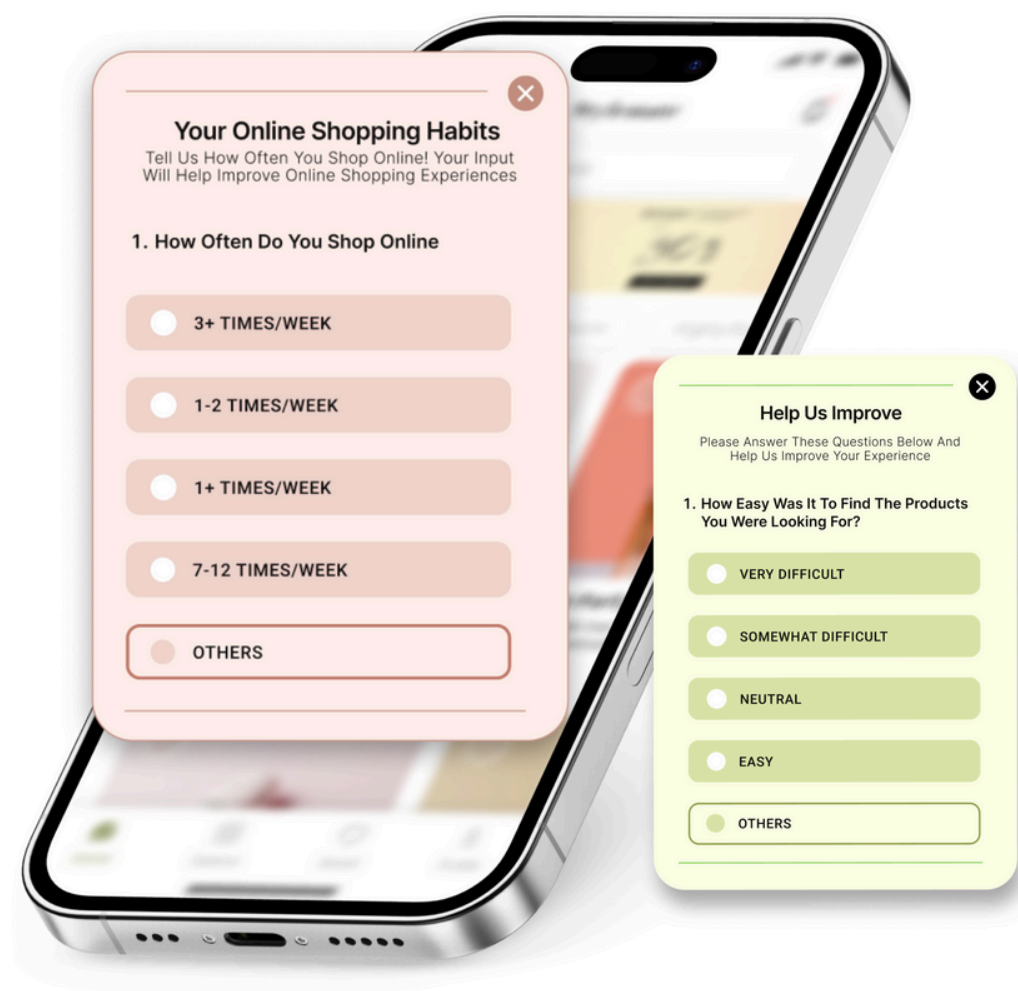 Your Online Shopping Habits
Tell Us How Often You Shop Online! Your Input
Will Help Improve Online Shopping Experiences
1. How Often Do You Shop Online
3+ TIMES/WEEK
1-2 TIMES/WEEK
1+ TIMES/WEEK
7-12 TIMES/WEEK
OTHERS
Help Us Improve
Please Answer These Questions Below And
Help Us Improve Your Experience
1. How Easy Was It To Find The Products
You Were Looking For?
VERY DIFFICULT
SOMEWHAT DIFFICULT
NEUTRAL
EASY
OTHERS